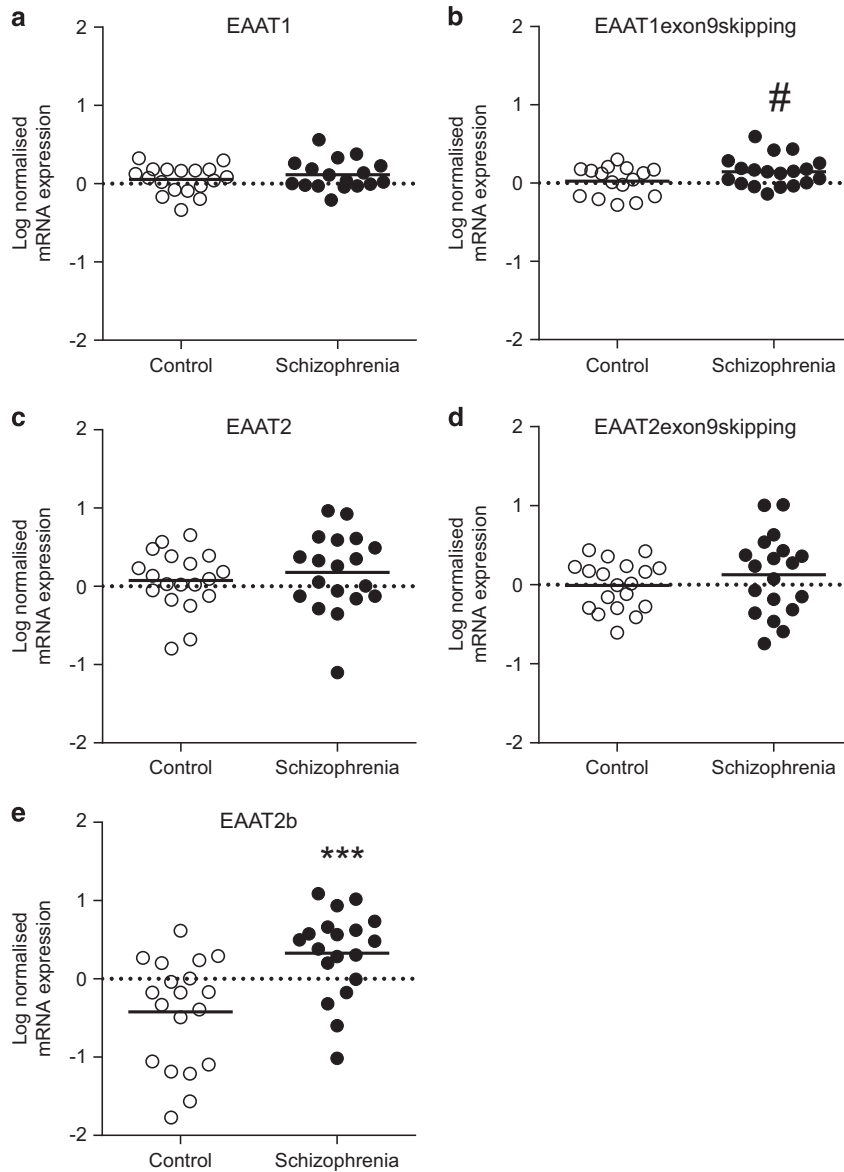 a
EAAT1
2
1
0
-1
-2
Log normalised
mRNA expression
Control
Schizophrenia
b
EAAT1exon9skipping
#
2
1
0
-1
-2
Log normalised
mRNA expression
Control
Schizophrenia
c
EAAT2
2
1
0
-1
-2
Log normalised
mRNA expression
Control
Schizophrenia
d
EAAT2exon9skipping
2
1
0
-1
-2
Log normalised
mRNA expression
Control
Schizophrenia
e
EAAT2b
***
2
1
0
-1
-2
Log normalised
mRNA expression
Control
Schizophrenia